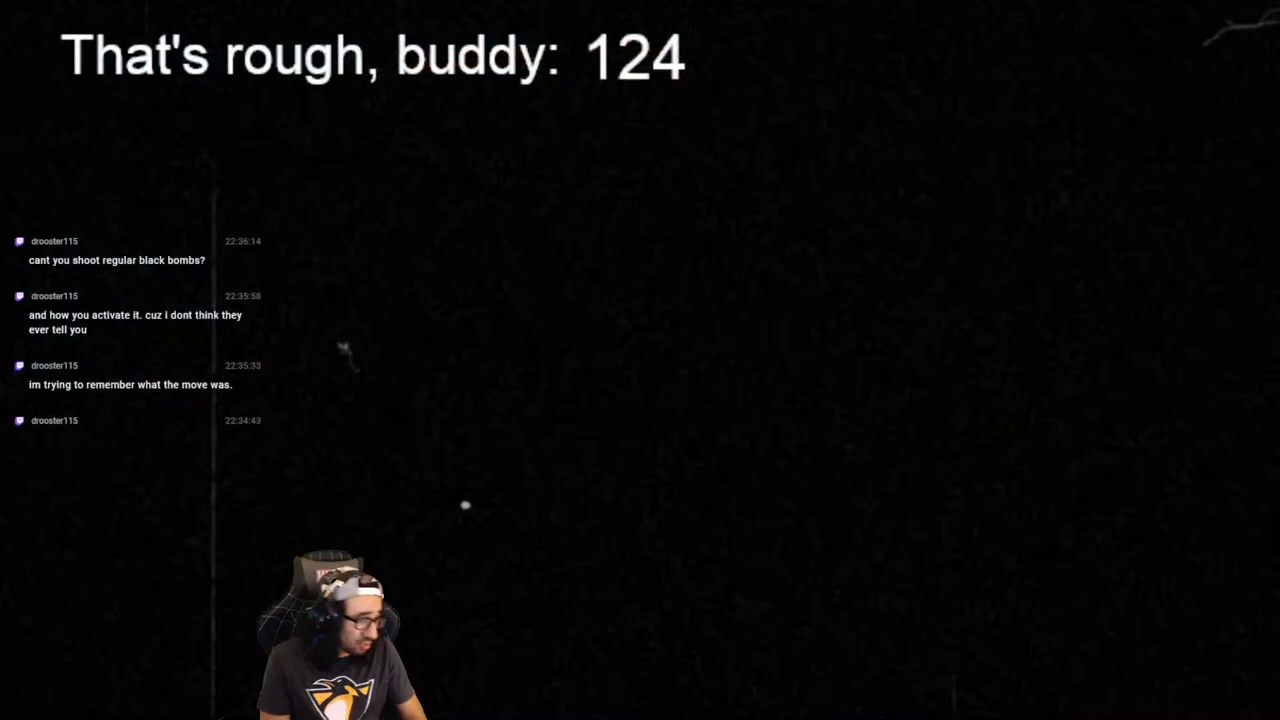 That's rough, buddy: 124
drooster115 22:36:14
cant you shoot regular black bombs?
drooster115 22:35:58
and how you activate it. cuz i dont think they
ever tell you
drooster115 22:35:33
im trying to remember what the move was.
drooster115 22:34:43